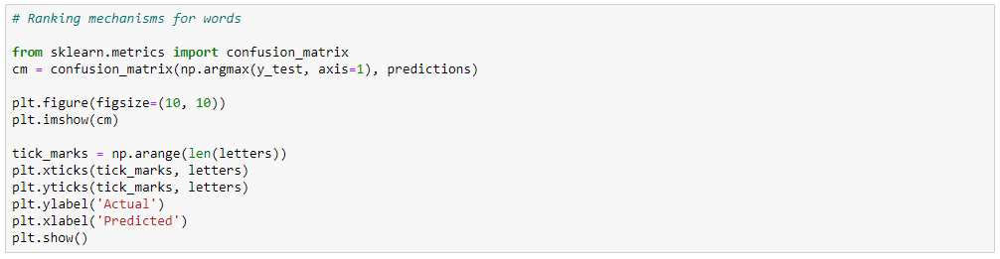 # Ranking mechanisms for words
from sklearn.metrics import confusion_matrix
cm = confusion_matrix(np.argmax(y_test, axis=1), predictions)
plt.figure(figsize=(10, 10))
plt.imshow(cm)
tick_marks = np.arange(len(letters))
plt.xticks(tick_marks, letters)
plt.yticks(tick_marks, letters)
plt.ylabel('Actual')
plt.xlabel('Predicted')
plt.show()